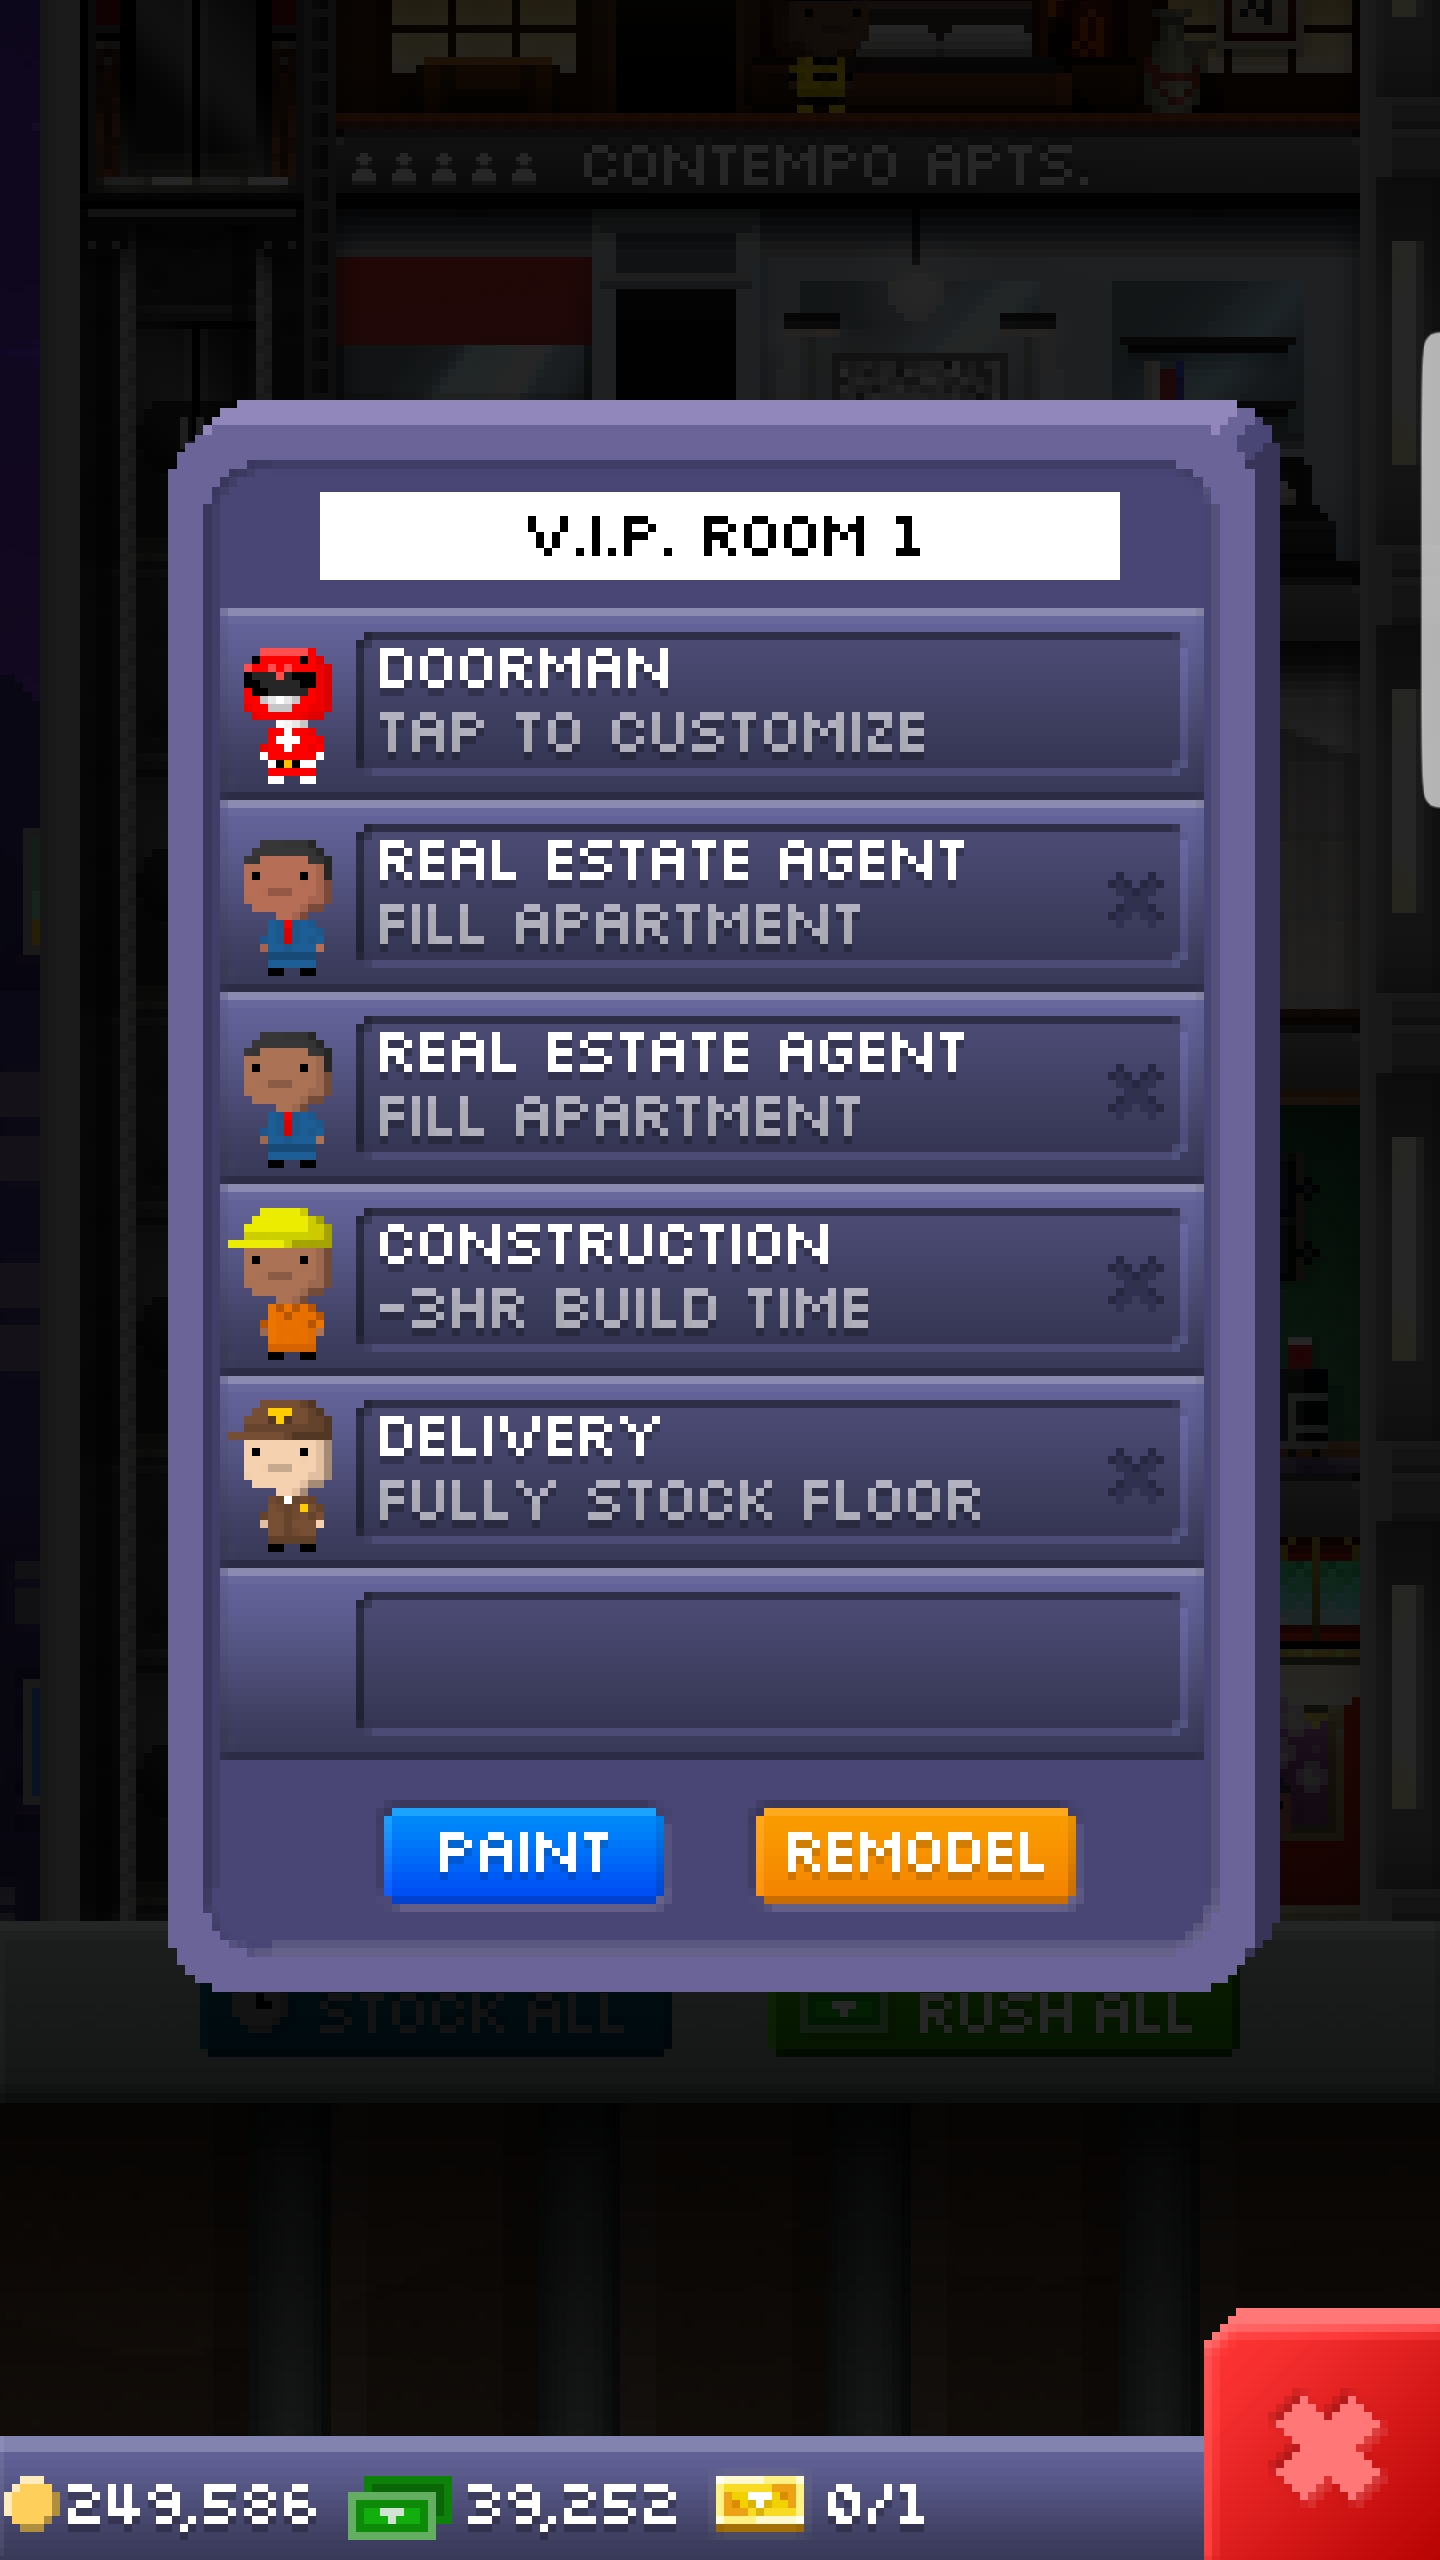 CONTEMPO APTS.
V.I.P. ROOM 1
DOORMAN
TAP TO CUSTOMIZE
REAL ESTATE AGENT
FILL APARTMENT
REAL ESTATE AGENT
FILL APARTMENT
CONSTRUCTION
-3HR BUILD TIME
DELIVERY
FULLY STOCK FLOOR
PAINT REMODEL
STOCK ALL RUSH ALL
249,586 39,252 0/1